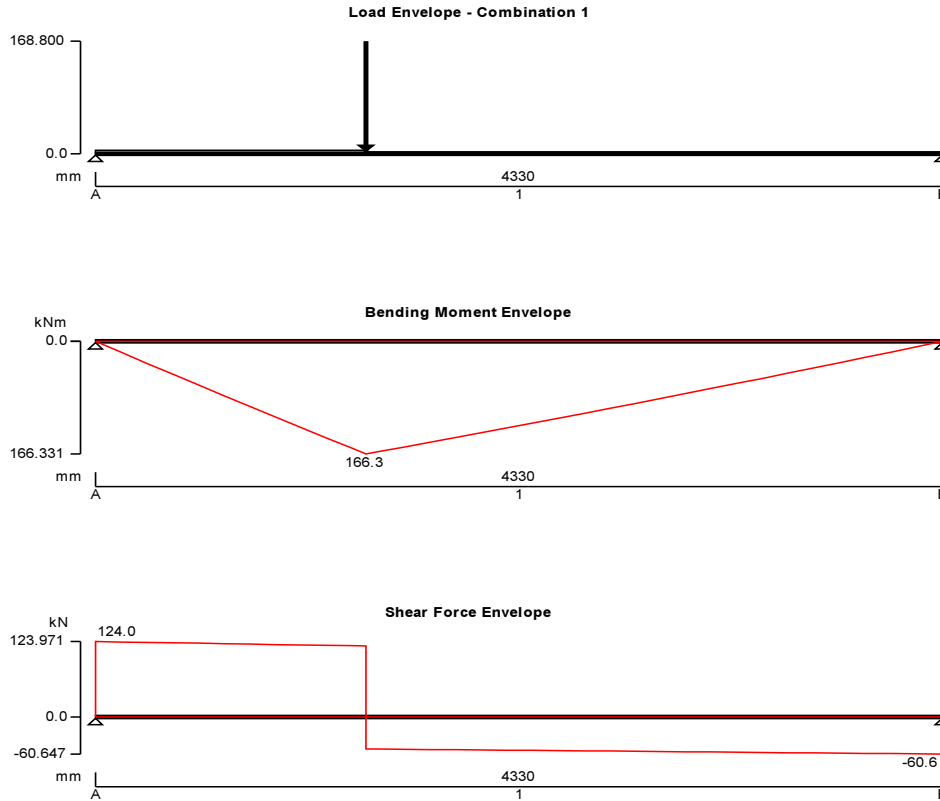 Load Envelope - Combination 1
168.800
0.0
mm
4330
A
1
Bending Moment Envelope
kNm
0.0
166.331
166.3
mm
4330
A
1
Shear Force Envelope
kN
123.971
124.0
0.0
-60.647
-60.6
mm
4330
A
1